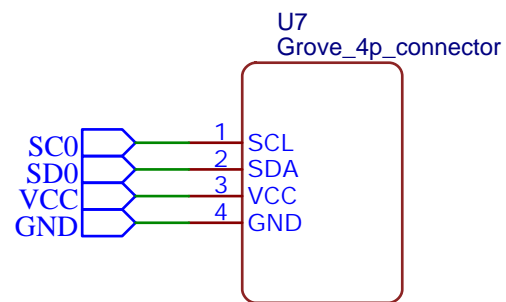 U7
Grove_4p_connector
SC0 1 SCL
SD0 2 SDA
VCC 3 VCC
GND 4 GND